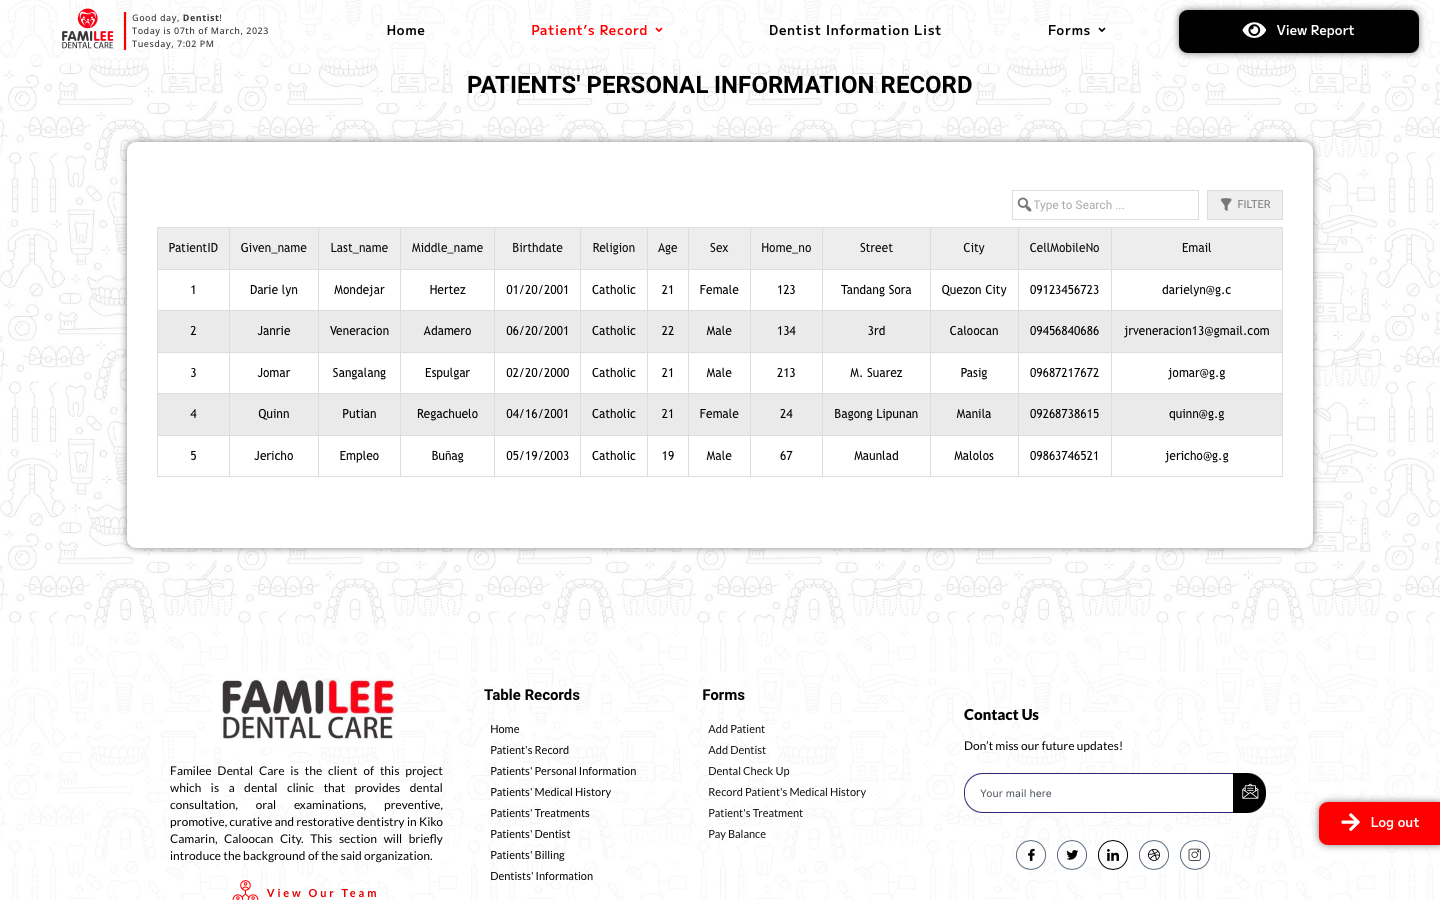 FAMILEE
DENTAL CARE
Good day, Dentist!
Today is 07th of March, 2023
Tuesday, 7:02 PM
Home
Patient's Record
Dentist Information List
Forms
View Report
PATIENTS' PERSONAL INFORMATION RECORD
Type to Search ...
FILTER
PatientID Given_name Last_name Middle_name Birthdate Religion Age Sex Home_no Street City CellMobileNo Email
1 Darie lyn Mondejar Hertez 01/20/2001 Catholic 21 Female 123 Tandang Sora Quezon City 09123456723 darielyn@g.c
2 Janrie Veneracion Adamero 06/20/2001 Catholic 22 Male 134 3rd Caloocan 09456840686 jrveneracion13@gmail.com
3 Jomar Sangalang Espulgar 02/20/2000 Catholic 21 Male 213 M. Suarez Pasig 09687217672 jomar@g.g
4 Quinn Putian Regachuelo 04/16/2001 Catholic 21 Female 24 Bagong Lipunan Manila 09268738615 quinn@g.g
5 Jericho Empleo Buñag 05/19/2003 Catholic 19 Male 67 Maunlad Malolos 09863746521 jericho@g.g
FAMILEE
DENTAL CARE
Familee Dental Care is the client of this project
which is a dental clinic that provides dental
consultation, oral examinations, preventive,
promotive, curative and restorative dentistry in Kiko
Camarin, Caloocan City. This section will briefly
introduce the background of the said organization.
View Our Team
Table Records
Home
Patient's Record
Patients' Personal Information
Patients' Medical History
Patients' Treatments
Patients' Dentist
Patients' Billing
Dentists' Information
Forms
Add Patient
Add Dentist
Dental Check Up
Record Patient's Medical History
Patient's Treatment
Pay Balance
Contact Us
Don't miss our future updates!
Your mail here
Log out